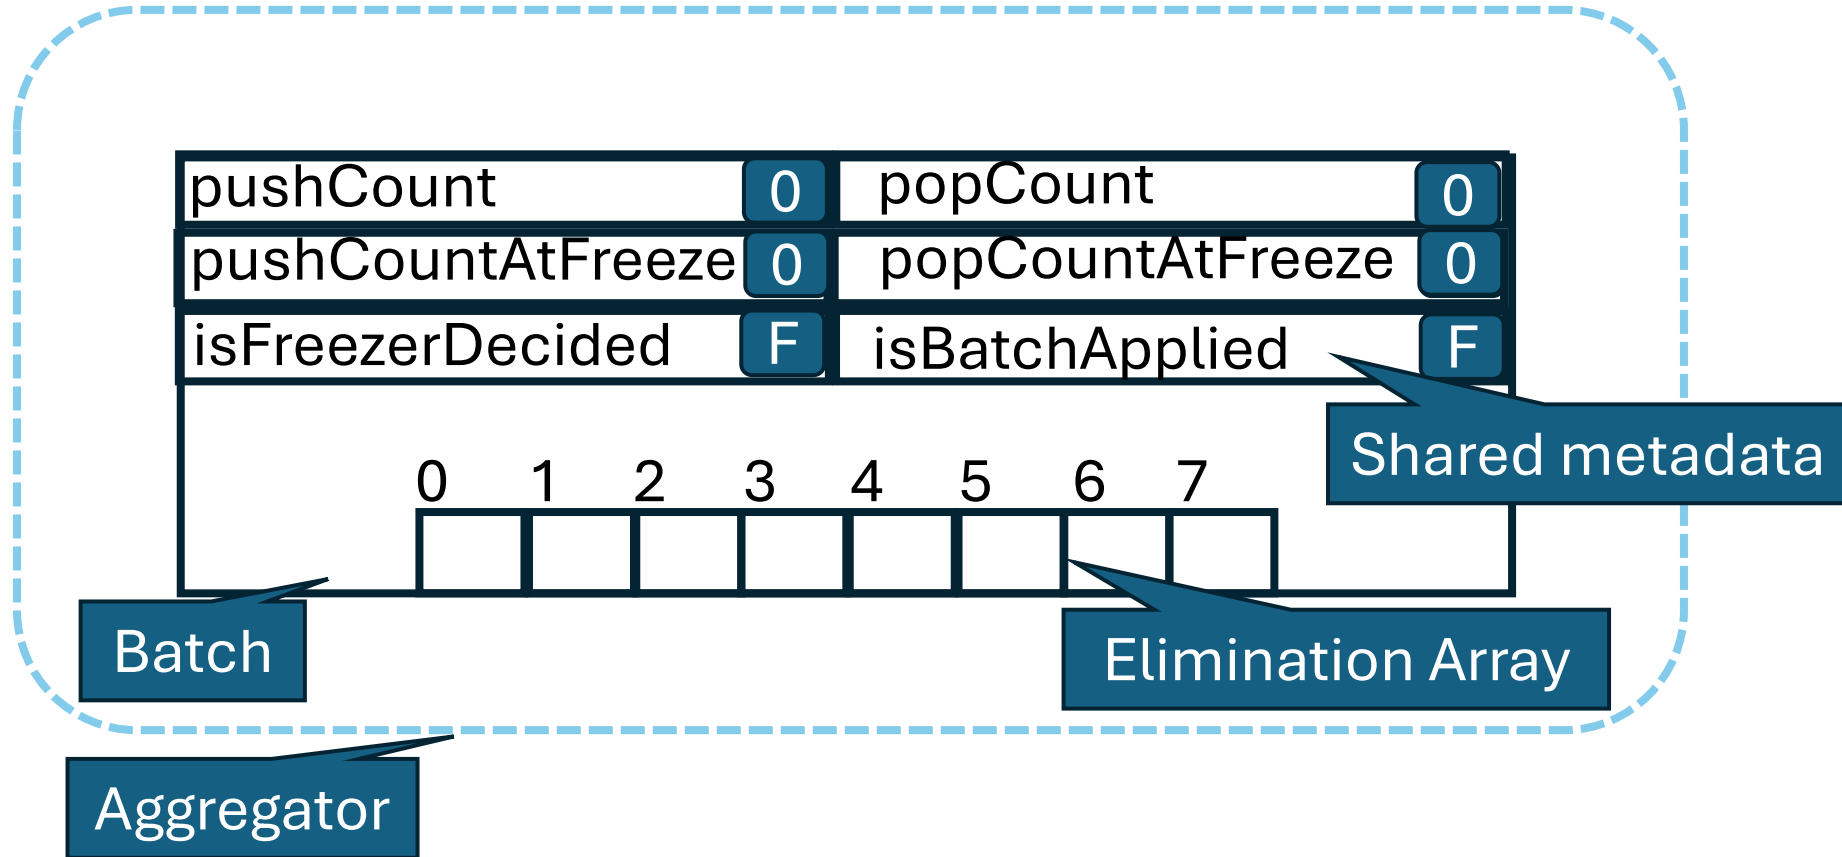 pushCount 0 popCount 0
pushCountAtFreeze 0 popCountAtFreeze 0
isFreezerDecided F isBatchApplied F
Shared metadata
0 1 2 3 4 5 6 7
Batch
Elimination Array
Aggregator